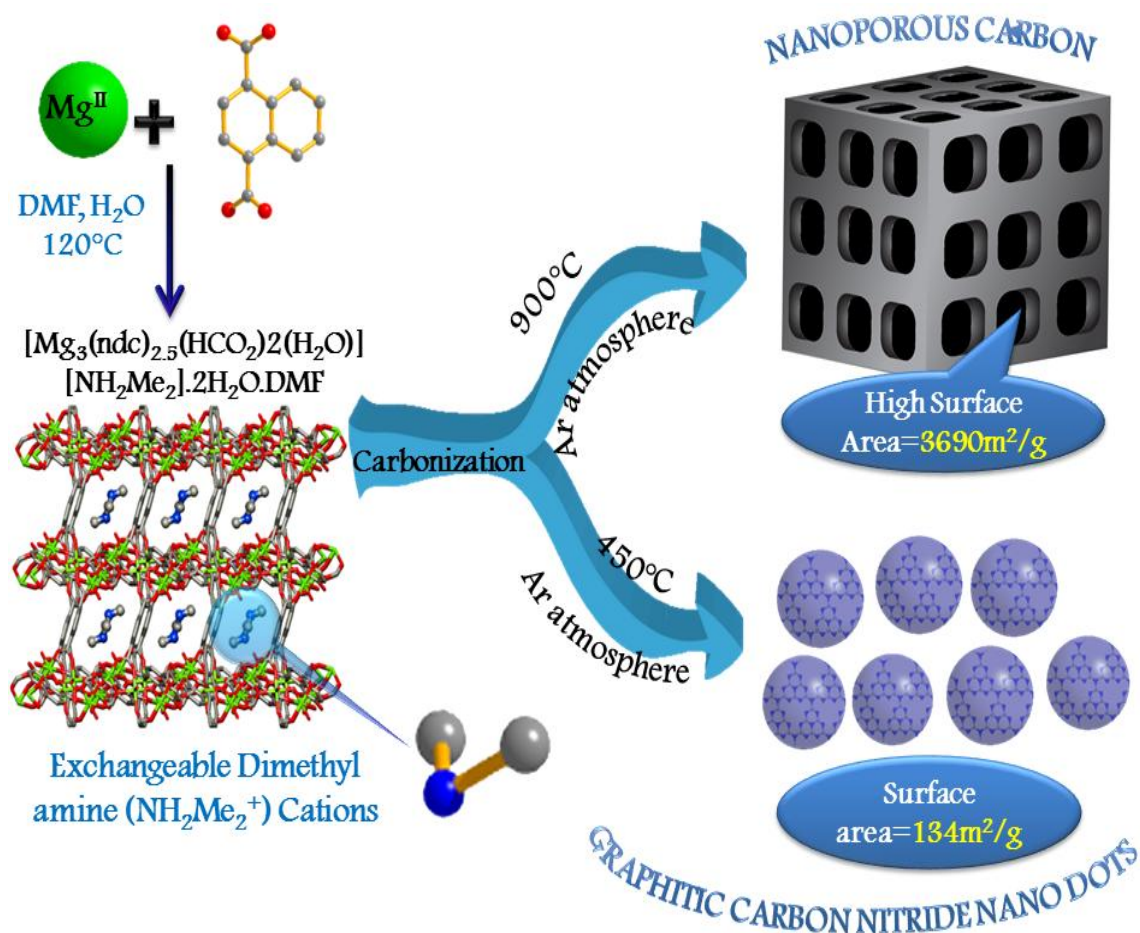 NANOPOROUS CARBON
Mg^II
+
DMF, H₂O
120°C
[Mg₃(ndc)₂.₅(HCO₂)2(H₂O)]
[NH₂Me₂].2H₂O.DMF
Carbonization
900°C
Ar atmosphere
450°C
Ar atmosphere
High Surface
Area=3690m²/g
Exchangeable Dimethyl
amine (NH₂Me₂⁺) Cations
Surface
area=134m²/g
GRAPHITIC CARBON NITRIDE NANO DOTS